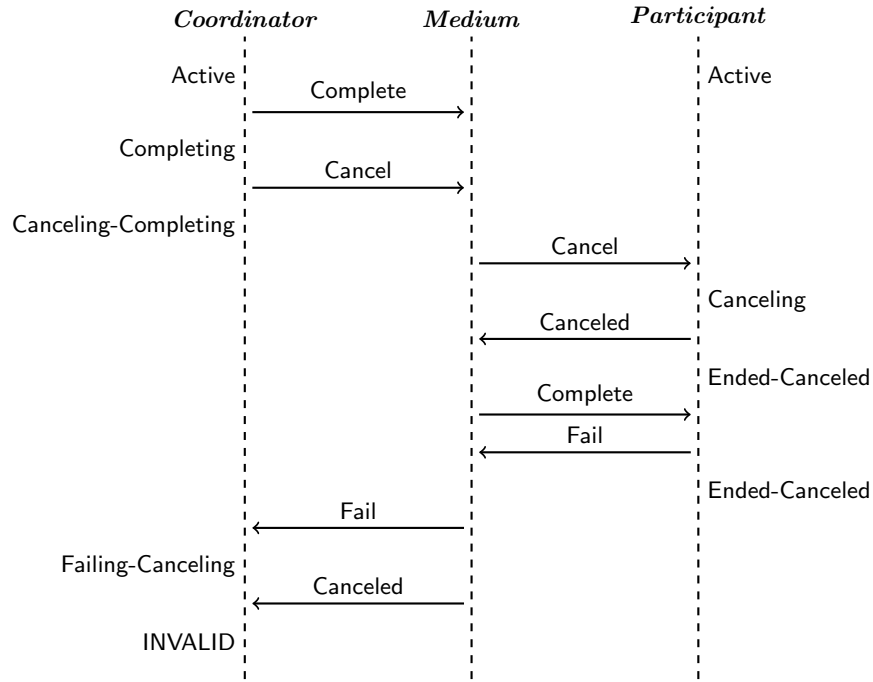 Coordinator Medium Participant
Active Active
Complete
Completing
Cancel
Canceling-Completing
Cancel
Canceling
Canceled
Ended-Canceled
Complete
Fail
Ended-Canceled
Fail
Failing-Canceling
Canceled
INVALID